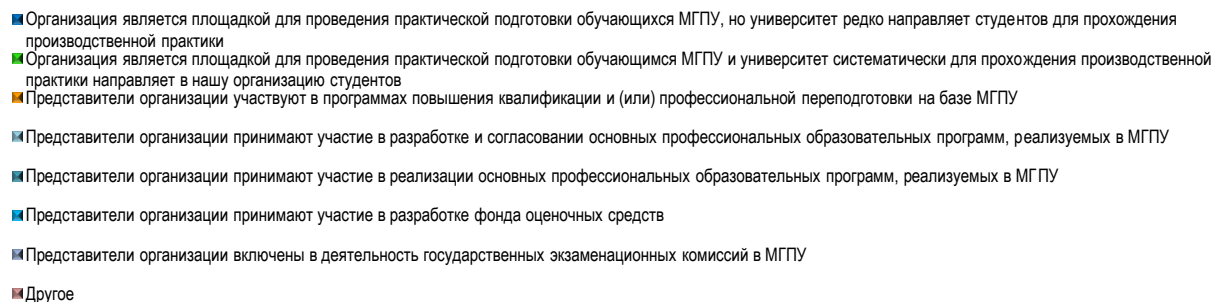 Организация является площадкой для проведения практической подготовки обучающихся МГПУ, но университет редко направляет студентов для прохождения
производственной практики
Организация является площадкой для проведения практической подготовки обучающимся МГПУ и университет систематически для прохождения производственной
практики направляет в нашу организацию студентов
Представители организации участвуют в программах повышения квалификации и (или) профессиональной переподготовки на базе МГПУ
Представители организации принимают участие в разработке и согласовании основных профессиональных образовательных программ, реализуемых в МГПУ
Представители организации принимают участие в реализации основных профессиональных образовательных программ, реализуемых в МГПУ
Представители организации принимают участие в разработке фонда оценочных средств
Представители организации включены в деятельность государственных экзаменационных комиссий в МГПУ
Другое